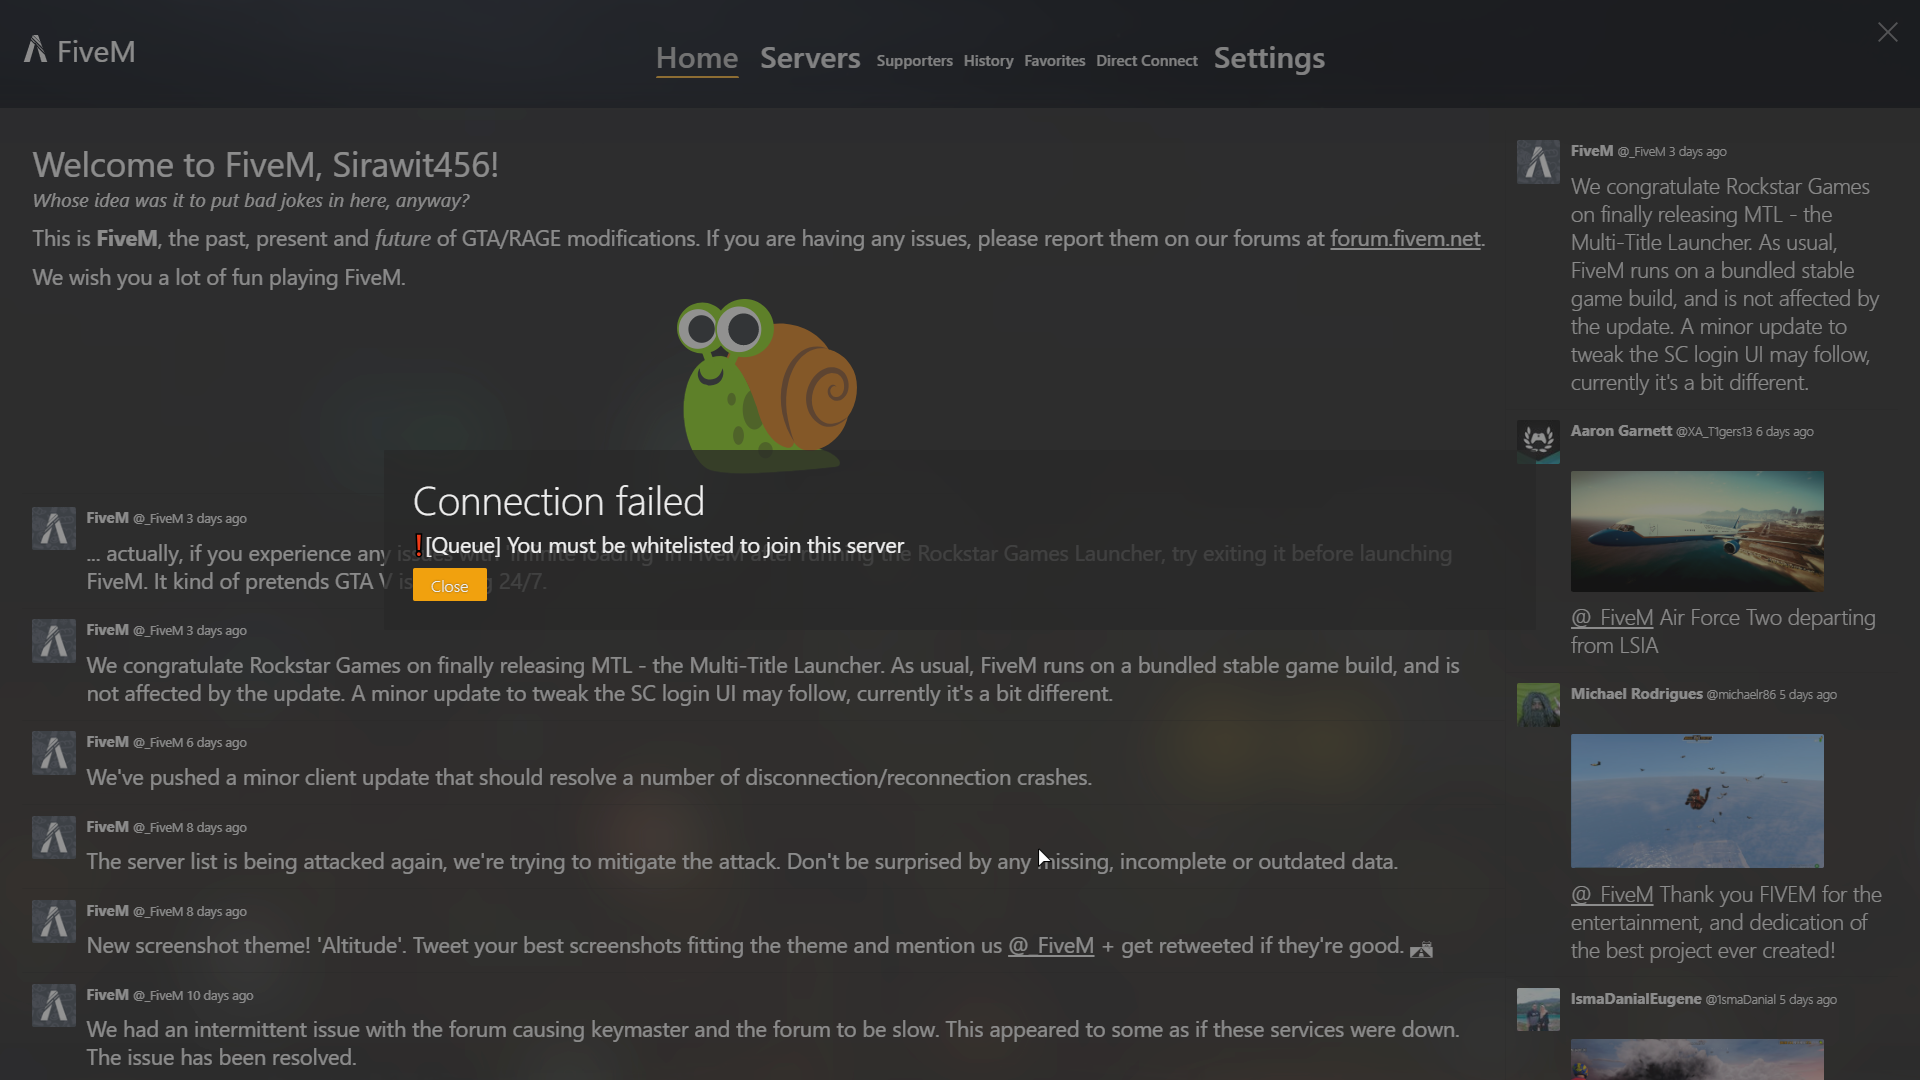 FiveM
Home Servers Supporters History Favorites Direct Connect Settings
Welcome to FiveM, Sirawit456!
Whose idea was it to put bad jokes in here, anyway?
This is FiveM, the past, present and future of GTA/RAGE modifications. If you are having any issues, please report them on our forums at forum.fivem.net.
We wish you a lot of fun playing FiveM.
Connection failed
[Queue] You must be whitelisted to join this server
Close
FiveM @_FiveM 3 days ago
... actually, if you experience any issues with 'infinite loading' in FiveM after running the Rockstar Games Launcher, try exiting it before launching
FiveM. It kind of pretends GTA V is 24/7.
FiveM @_FiveM 3 days ago
We congratulate Rockstar Games on finally releasing MTL - the Multi-Title Launcher. As usual, FiveM runs on a bundled stable game build, and is
not affected by the update. A minor update to tweak the SC login UI may follow, currently it's a bit different.
FiveM @_FiveM 6 days ago
We've pushed a minor client update that should resolve a number of disconnection/reconnection crashes.
FiveM @_FiveM 8 days ago
The server list is being attacked again, we're trying to mitigate the attack. Don't be surprised by any missing, incomplete or outdated data.
FiveM @_FiveM 8 days ago
New screenshot theme! 'Altitude'. Tweet your best screenshots fitting the theme and mention us @_FiveM + get retweeted if they're good.
FiveM @_FiveM 10 days ago
We had an intermittent issue with the forum causing keymaster and the forum to be slow. This appeared to some as if these services were down.
The issue has been resolved.
FiveM @_FiveM 3 days ago
We congratulate Rockstar Games
on finally releasing MTL - the
Multi-Title Launcher. As usual,
FiveM runs on a bundled stable
game build, and is not affected by
the update. A minor update to
tweak the SC login UI may follow,
currently it's a bit different.
Aaron Garnett @XA_T1gers13 6 days ago
@_FiveM Air Force Two departing
from LSIA
Michael Rodrigues @michaelr86 5 days ago
@_FiveM Thank you FIVEM for the
entertainment, and dedication of
the best project ever created!
IsmaDanialEugene @1smaDanial 5 days ago